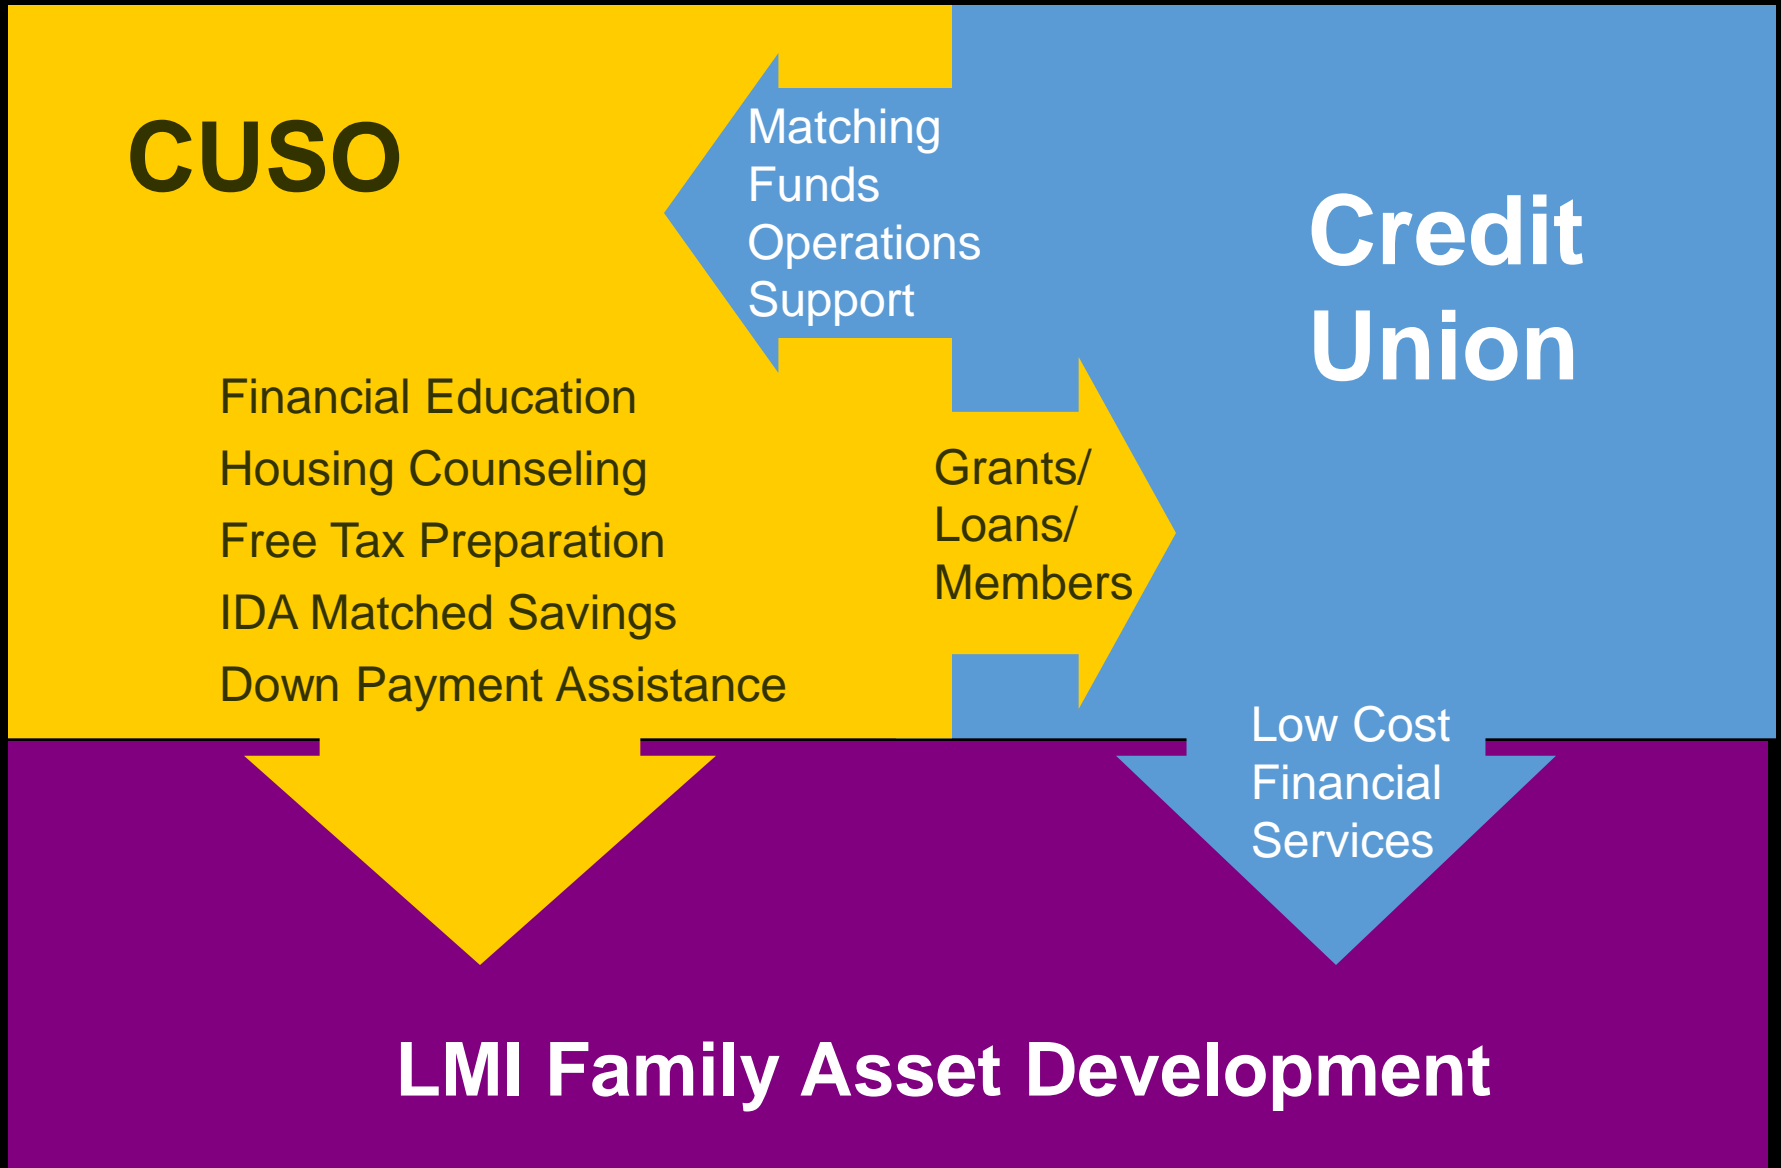 CUSO
Matching
Funds
Operations
Support
Credit
Union
Financial Education
Housing Counseling
Free Tax Preparation
IDA Matched Savings
Down Payment Assistance
Grants/
Loans/
Members
Low Cost
Financial
Services
LMI Family Asset Development